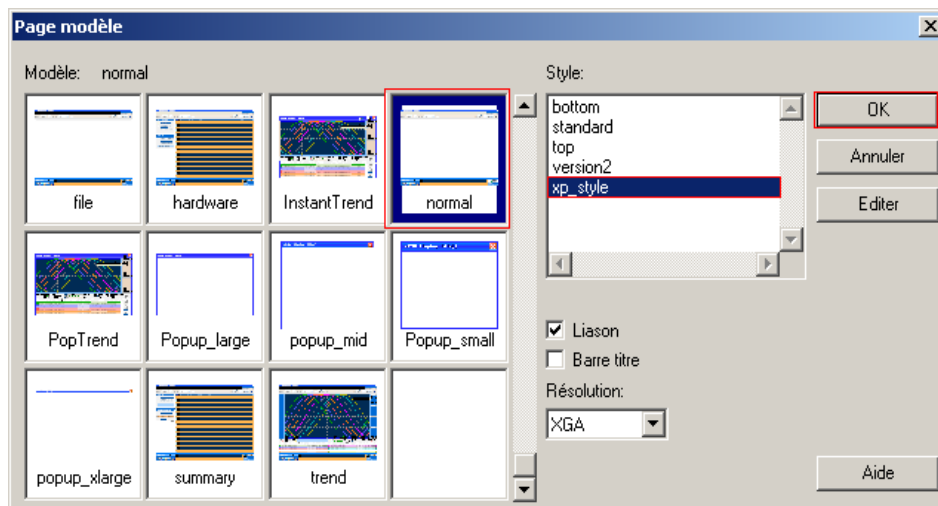 Page modèle
Modèle: normal
file
hardware
InstantTrend
normal
PopTrend
Popup_large
popup_mid
Popup_small
popup_xlarge
summary
trend
Style:
bottom
standard
top
version2
xp_style
Liason
Barre titre
Résolution:
XGA
OK
Annuler
Editer
Aide